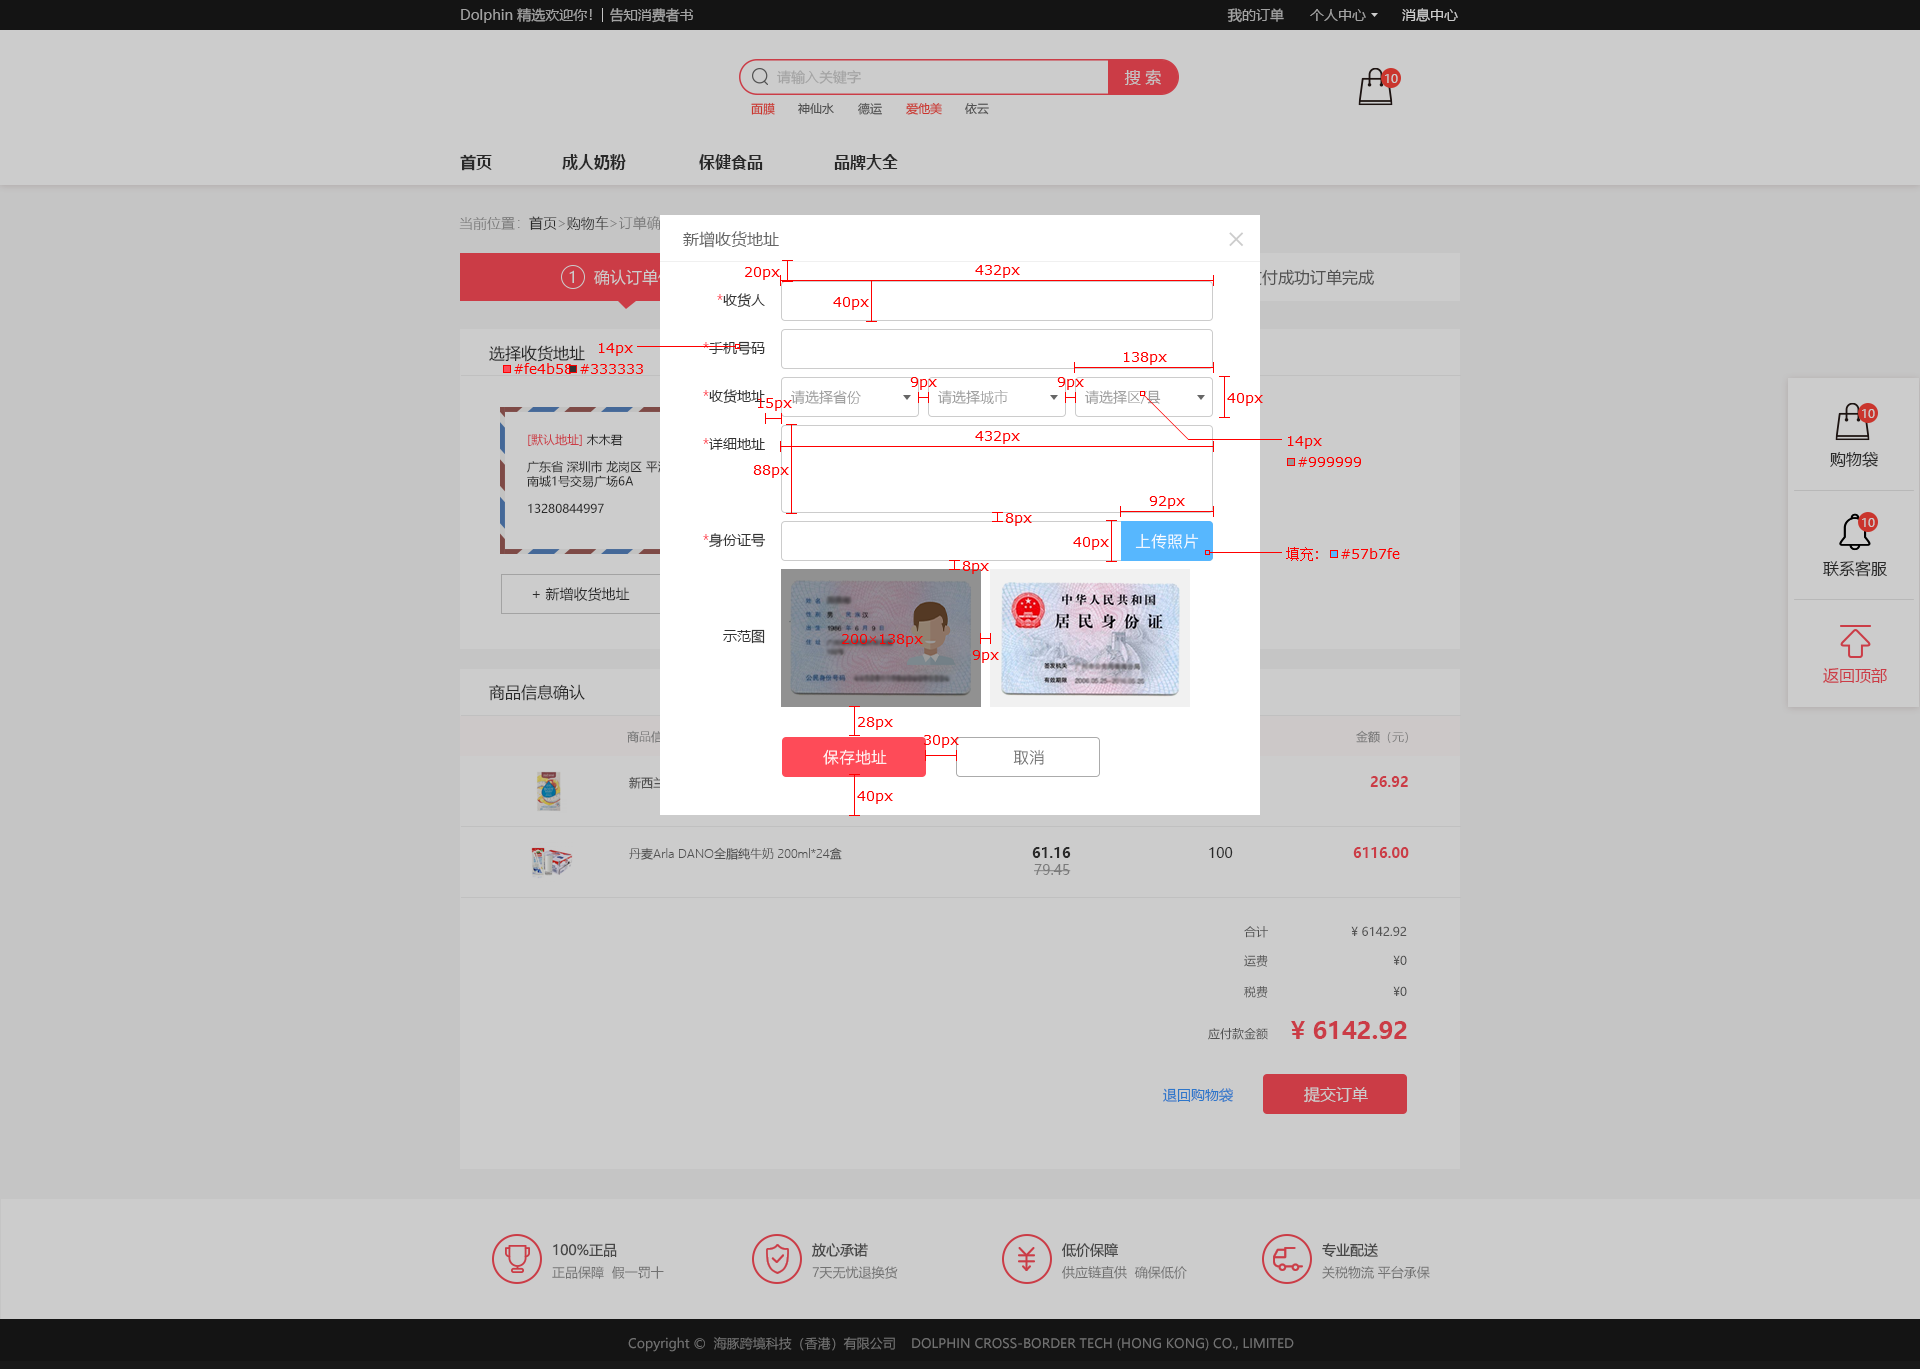 Dolphin 精选欢迎你！| 告知消费者书
我的订单 个人中心 消息中心
请输入关键字
搜 索
10
面膜 神仙水 德运 爱他美 依云
首页 成人奶粉 保健食品 品牌大全
当前位置：首页>购物车>订单确
新增收货地址
1 确认订单
付成功订单完成
20px 432px
*收货人
40px
选择收货地址
14px
*手机号码
138px
#fe4b58 #333333
*收货地址
请选择省份 9px 请选择城市 9px 请选择区/县
40px
15px
[默认地址] 木木君
广东省 深圳市 龙岗区 平
南城1号交易广场6A
13280844997
*详细地址
432px
88px
14px
#999999
92px
8px
*身份证号
40px
上传照片
填充： #57b7fe
8px
+ 新增收货地址
示范图
200×138px
公民身份号码
9px
中华人民共和国
居民身份证
签发机关
有效期限
28px
30px
保存地址
取消
40px
10
购物袋
10
联系客服
返回顶部
商品信息确认
商品信
金额（元）
新西兰
26.92
丹麦Arla DANO全脂纯牛奶 200ml*24盒
61.16
79.45
100
6116.00
合计 ¥ 6142.92
运费 ¥0
税费 ¥0
应付款金额 ¥ 6142.92
退回购物袋
提交订单
100%正品
正品保障 假一罚十
放心承诺
7天无忧退换货
低价保障
供应链直供 确保低价
专业配送
关税物流 平台承保
Copyright © 海豚跨境科技（香港）有限公司 DOLPHIN CROSS-BORDER TECH (HONG KONG) CO., LIMITED